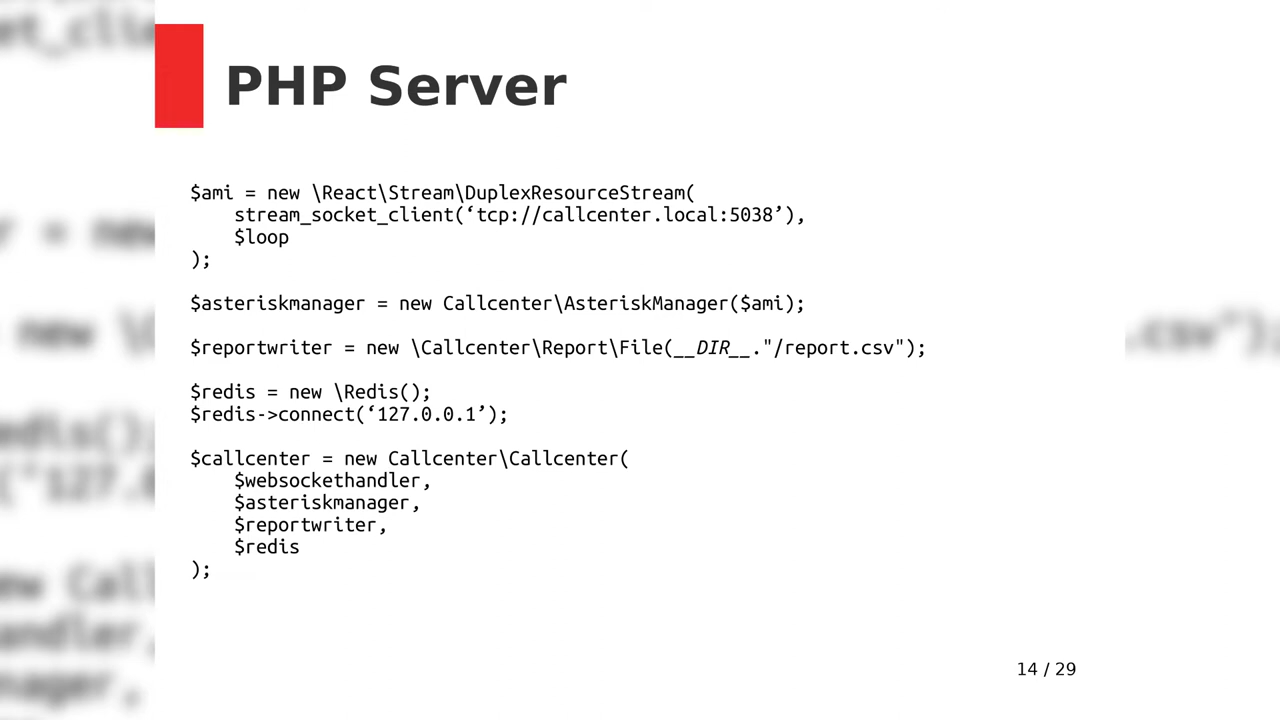 PHP Server
$ami = new \React\Stream\DuplexResourceStream(
    stream_socket_client(‘tcp://callcenter.local:5038’),
    $loop
);
$asteriskmanager = new Callcenter\AsteriskManager($ami);
$reportwriter = new \Callcenter\Report\File(__DIR__."/report.csv");
$redis = new \Redis();
$redis->connect(‘127.0.0.1’);
$callcenter = new Callcenter\Callcenter(
    $websockethandler,
    $asteriskmanager,
    $reportwriter,
    $redis
);
14 / 29